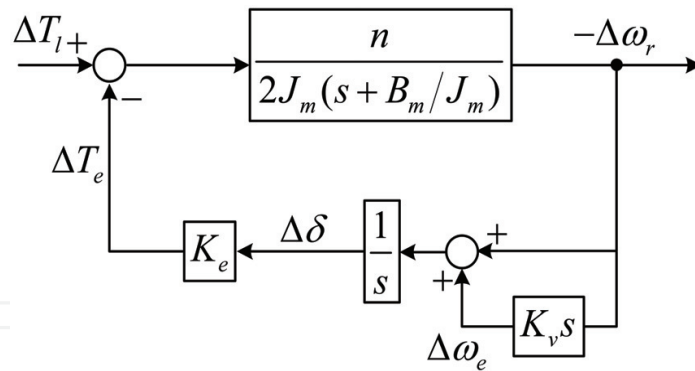 ΔT_l +
−
n
2J_m(s + B_m/J_m)
−Δω_r
ΔT_e
K_e
Δδ
1
s
+
+
Δω_e
K_v s